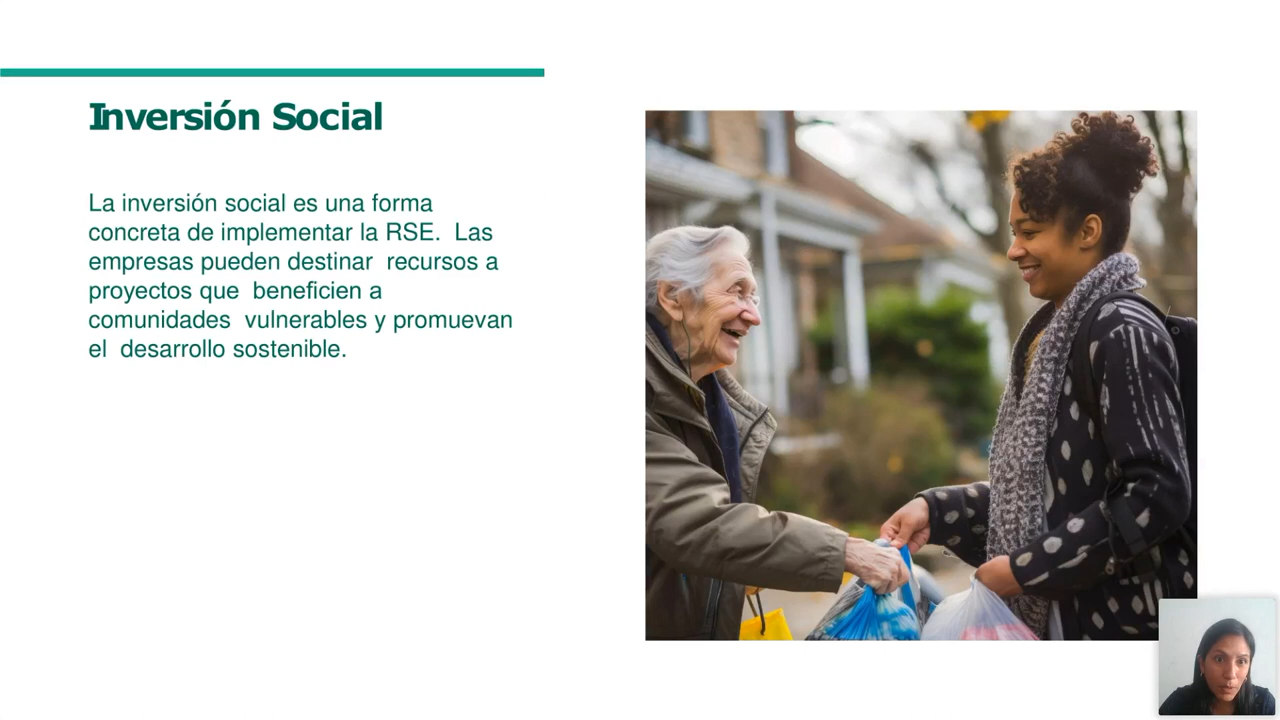 Inversión Social
La inversión social es una forma
concreta de implementar la RSE.  Las
empresas pueden destinar  recursos a
proyectos que  beneficien a
comunidades  vulnerables y promuevan
el  desarrollo sostenible.